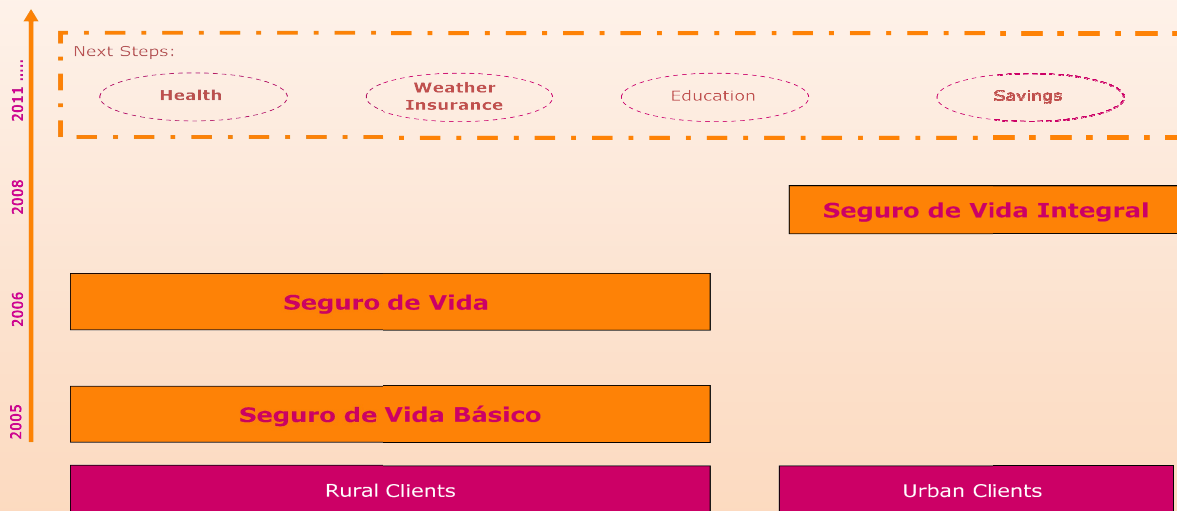 Next Steps:
Health
Weather
Insurance
Education
Savings
2011 .....
2008
Seguro de Vida Integral
2006
Seguro de Vida
2005
Seguro de Vida Básico
Rural Clients
Urban Clients